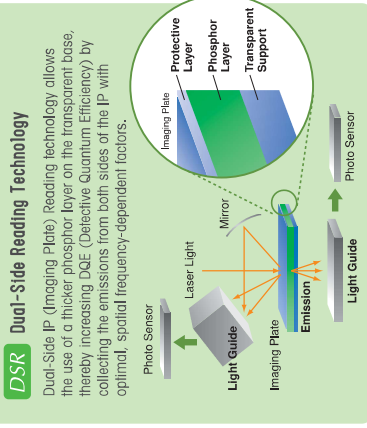 DSR Dual-Side Reading Technology
Dual-Side IP (Imaging Plate) Reading technology allows
the use of a thicker phosphor layer on the transparent base,
thereby increasing DQE (Detective Quantum Efficiency) by
collecting the emissions from both sides of the IP with
optimal, spatial frequency-dependent factors.
Imaging Plate
Protective
Layer
Phosphor
Layer
Transparent
Support
Photo Sensor
Laser Light
Mirror
Light Guide
Imaging Plate
Emission
Light Guide
Photo Sensor